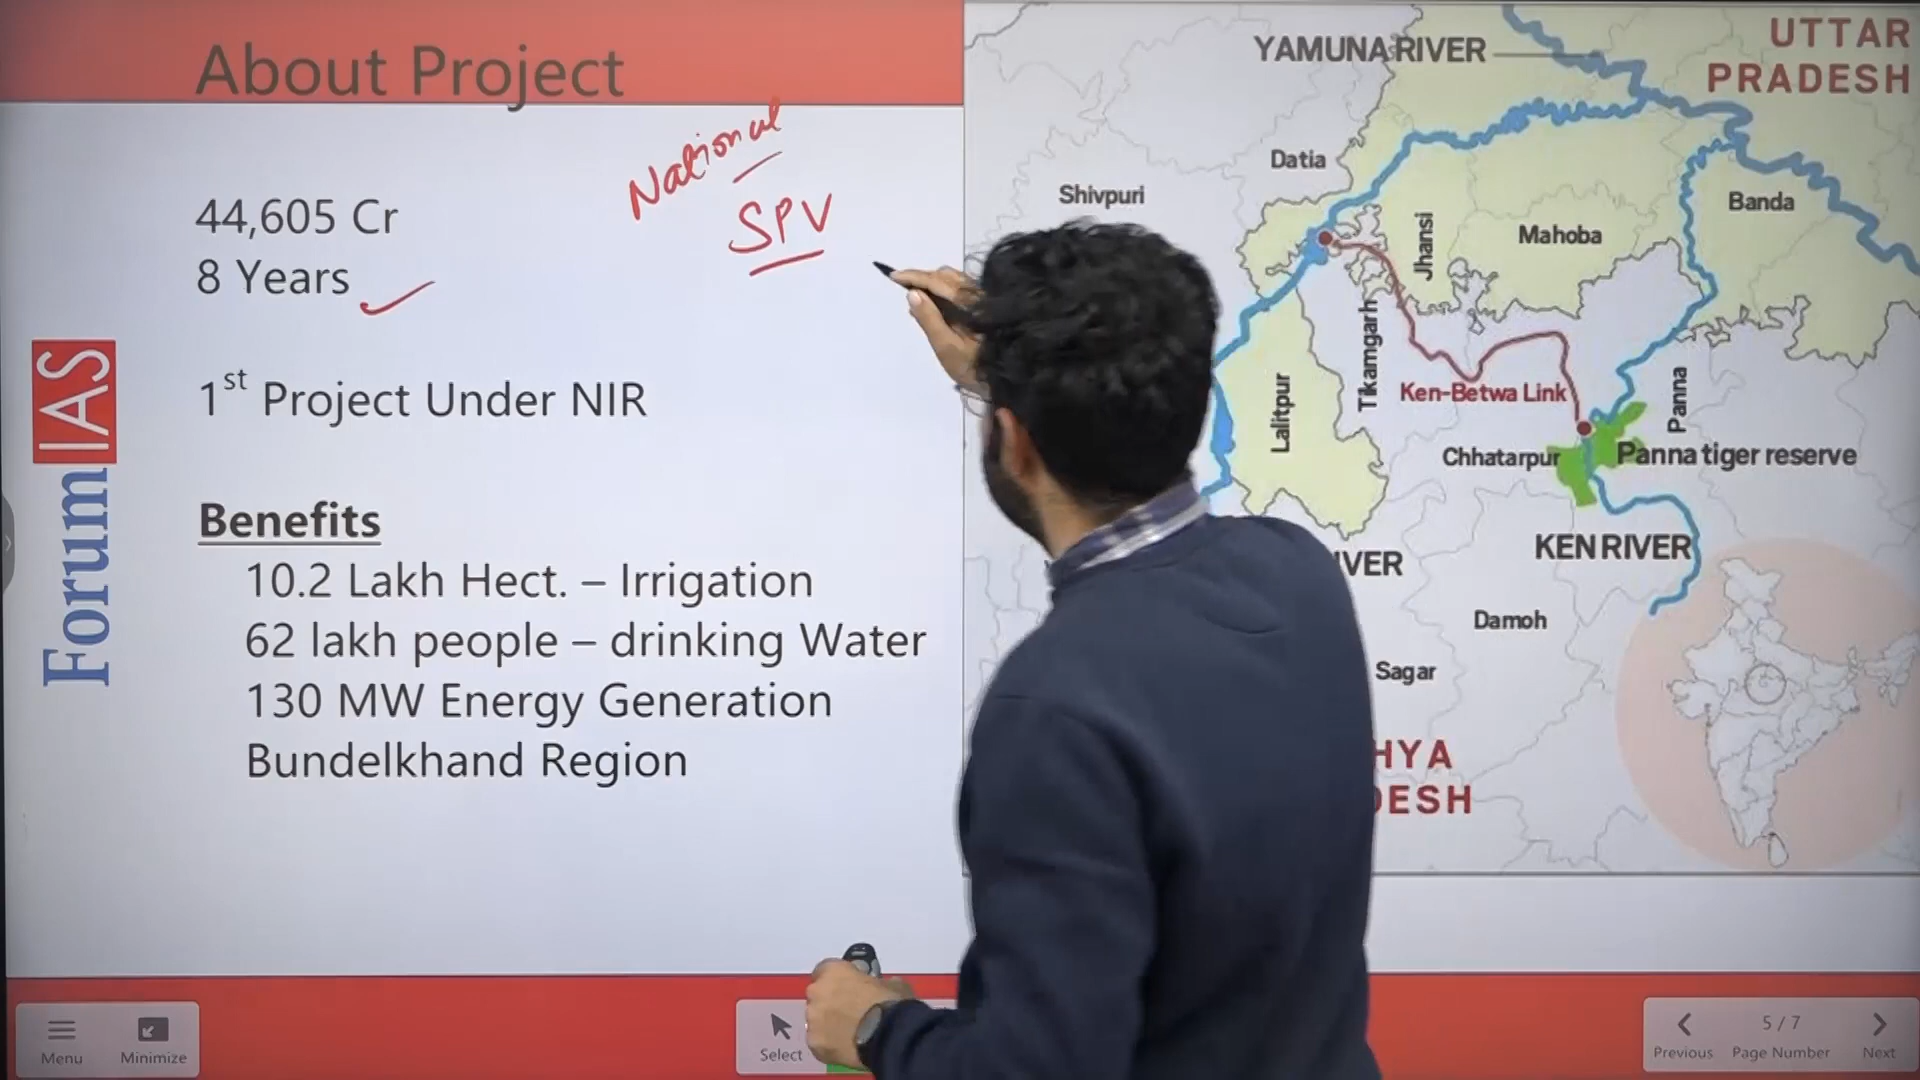 About Project
National
SPV
44,605 Cr
8 Years
1st Project Under NIR
Benefits
10.2 Lakh Hect. – Irrigation
62 lakh people – drinking Water
130 MW Energy Generation
Bundelkhand Region
Forum IAS
YAMUNA RIVER
UTTAR
PRADESH
Datia
Shivpuri
Banda
Jhansi
Mahoba
Tikamgarh
Lalitpur
Ken-Betwa Link
Panna
Chhatarpur
Panna tiger reserve
KEN RIVER
IVER
Damoh
Sagar
HYA
DESH
Menu
Minimize
Select
5 / 7
Previous
Page Number
Next